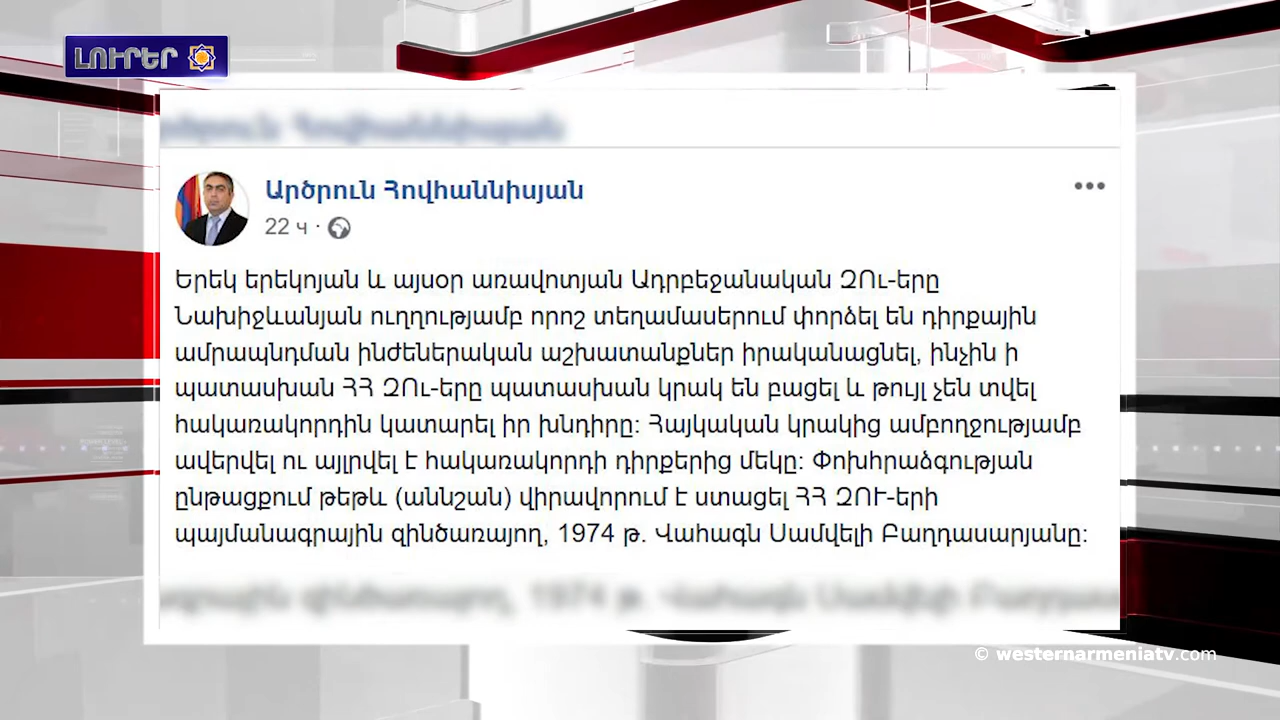 ԼՈՒՐԵՐ
Արծրուն Հովհաննիսյան
Արծրուն Հովհաննիսյան
22 ч ·
Երեկ երեկոյան և այսօր առավոտյան Ադրբեջանական ԶՈւ-երը
Նախիջևանյան ուղղությամբ որոշ տեղամասերում փորձել են դիրքային
ամրապնդման ինժեներական աշխատանքներ իրականացնել, ինչին ի
պատասխան ՀՀ ԶՈւ-երը պատասխան կրակ են բացել և թույլ չեն տվել
հակառակորդին կատարել իր խնդիրը։ Հայկական կրակից ամբողջությամբ
ավերվել ու այլրվել է հակառակորդի դիրքերից մեկը։ Փոխհրաձգության
ընթացքում թեթև (աննշան) վիրավորում է ստացել ՀՀ ԶՈՒ-երի
պայմանագրային զինծառայող, 1974 թ. Վահագն Սամվելի Բաղդասարյանը։
© westernarmeniatv.com